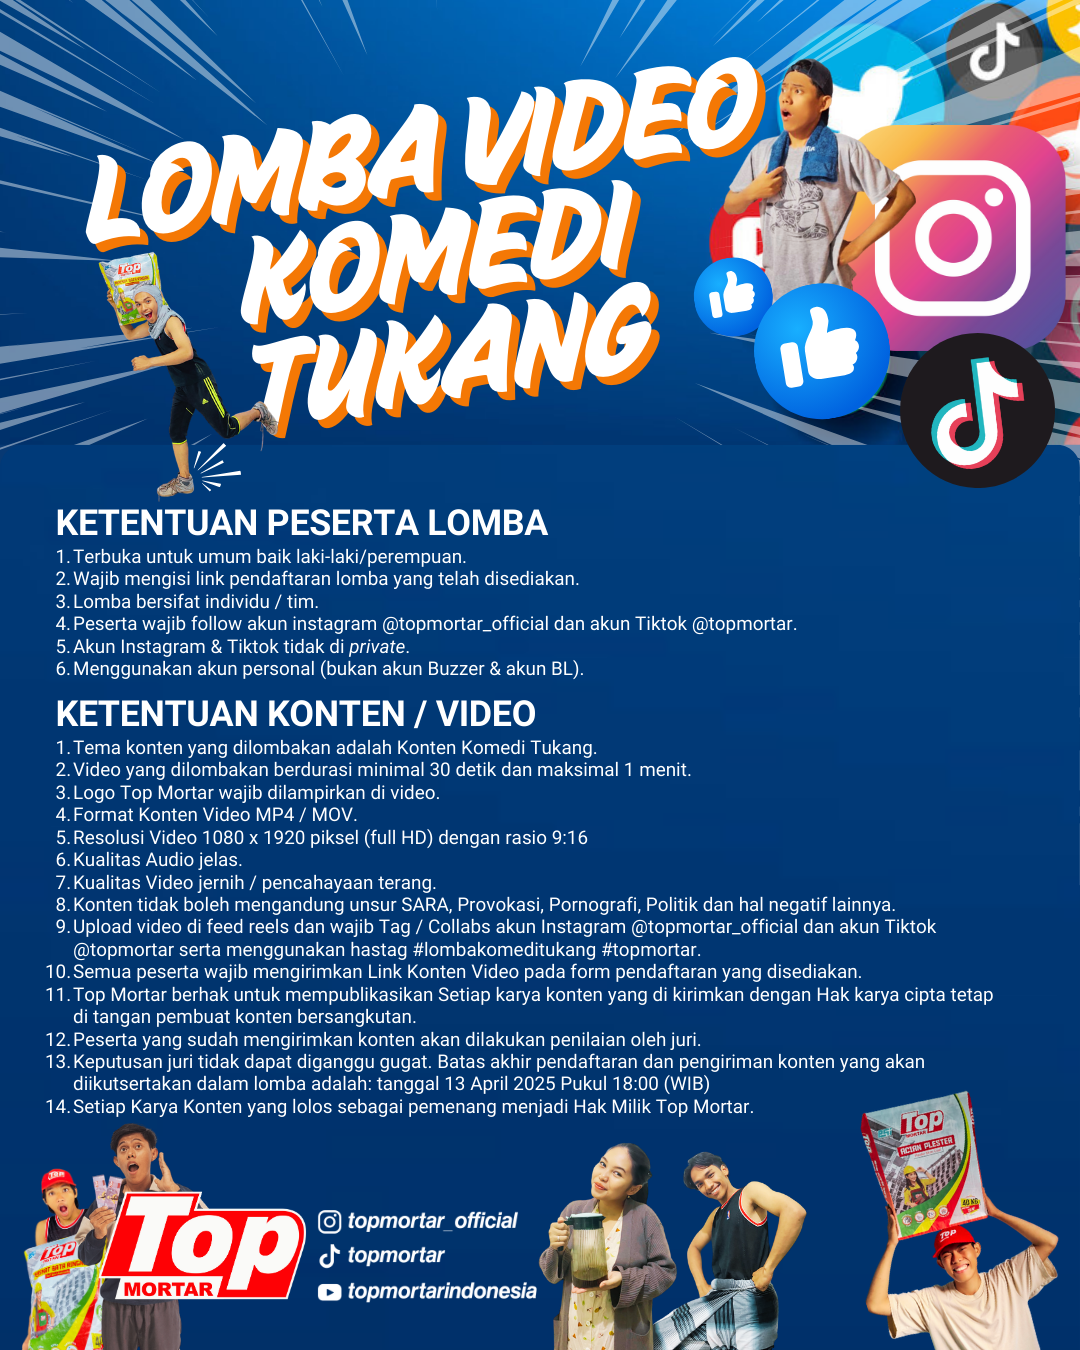 LOMBA VIDEO
KOMEDI
TUKANG
Top
KETENTUAN PESERTA LOMBA
1. Terbuka untuk umum baik laki-laki/perempuan.
2. Wajib mengisi link pendaftaran lomba yang telah disediakan.
3. Lomba bersifat individu / tim.
4. Peserta wajib follow akun instagram @topmortar_official dan akun Tiktok @topmortar.
5. Akun Instagram & Tiktok tidak di private.
6. Menggunakan akun personal (bukan akun Buzzer & akun BL).
KETENTUAN KONTEN / VIDEO
1. Tema konten yang dilombakan adalah Konten Komedi Tukang.
2. Video yang dilombakan berdurasi minimal 30 detik dan maksimal 1 menit.
3. Logo Top Mortar wajib dilampirkan di video.
4. Format Konten Video MP4 / MOV.
5. Resolusi Video 1080 x 1920 piksel (full HD) dengan rasio 9:16
6. Kualitas Audio jelas.
7. Kualitas Video jernih / pencahayaan terang.
8. Konten tidak boleh mengandung unsur SARA, Provokasi, Pornografi, Politik dan hal negatif lainnya.
9. Upload video di feed reels dan wajib Tag / Collabs akun Instagram @topmortar_official dan akun Tiktok
@topmortar serta menggunakan hastag #lombakomeditukang #topmortar.
10. Semua peserta wajib mengirimkan Link Konten Video pada form pendaftaran yang disediakan.
11. Top Mortar berhak untuk mempublikasikan Setiap karya konten yang di kirimkan dengan Hak karya cipta tetap
di tangan pembuat konten bersangkutan.
12. Peserta yang sudah mengirimkan konten akan dilakukan penilaian oleh juri.
13. Keputusan juri tidak dapat diganggu gugat. Batas akhir pendaftaran dan pengiriman konten yang akan
diikutsertakan dalam lomba adalah: tanggal 13 April 2025 Pukul 18:00 (WIB)
14. Setiap Karya Konten yang lolos sebagai pemenang menjadi Hak Milik Top Mortar.
Top
MORTAR
ACIAN PLESTER
40 KG
TOP
TOP
Top
Top
MORTAR
topmortar_official
topmortar
topmortarindonesia